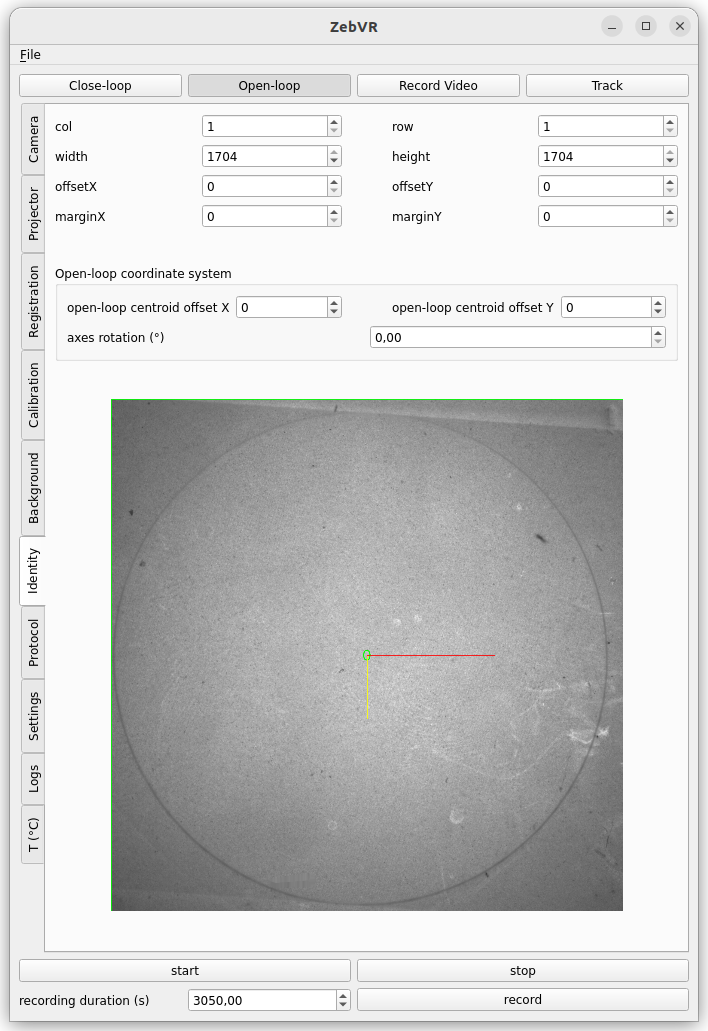 ZebVR
File
Close-loop Open-loop Record Video Track
Camera
Projector
Registration
Calibration
Background
Identity
Protocol
Settings
Logs
T (°C)
col 1 row 1
width 1704 height 1704
offsetX 0 offsetY 0
marginX 0 marginY 0
Open-loop coordinate system
open-loop centroid offset X 0 open-loop centroid offset Y 0
axes rotation (°) 0,00
start stop
recording duration (s) 3050,00 record